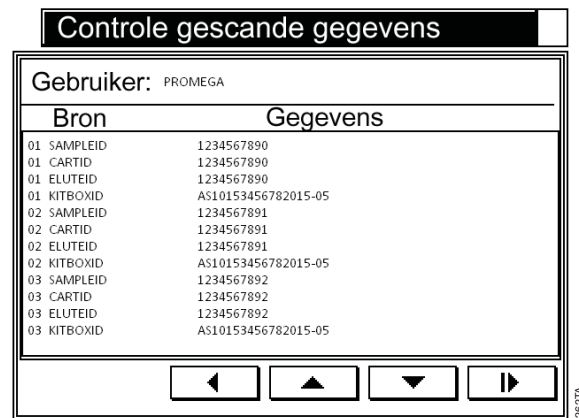 Controle gescande gegevens
Gebruiker: PROMEGA
Bron Gegevens
01 SAMPLEID 1234567890
01 CARTID 1234567890
01 ELUTEID 1234567890
01 KITBOXID AS10153456782015-05
02 SAMPLEID 1234567891
02 CARTID 1234567891
02 ELUTEID 1234567891
02 KITBOXID AS10153456782015-05
03 SAMPLEID 1234567892
03 CARTID 1234567892
03 ELUTEID 1234567892
03 KITBOXID AS10153456782015-05